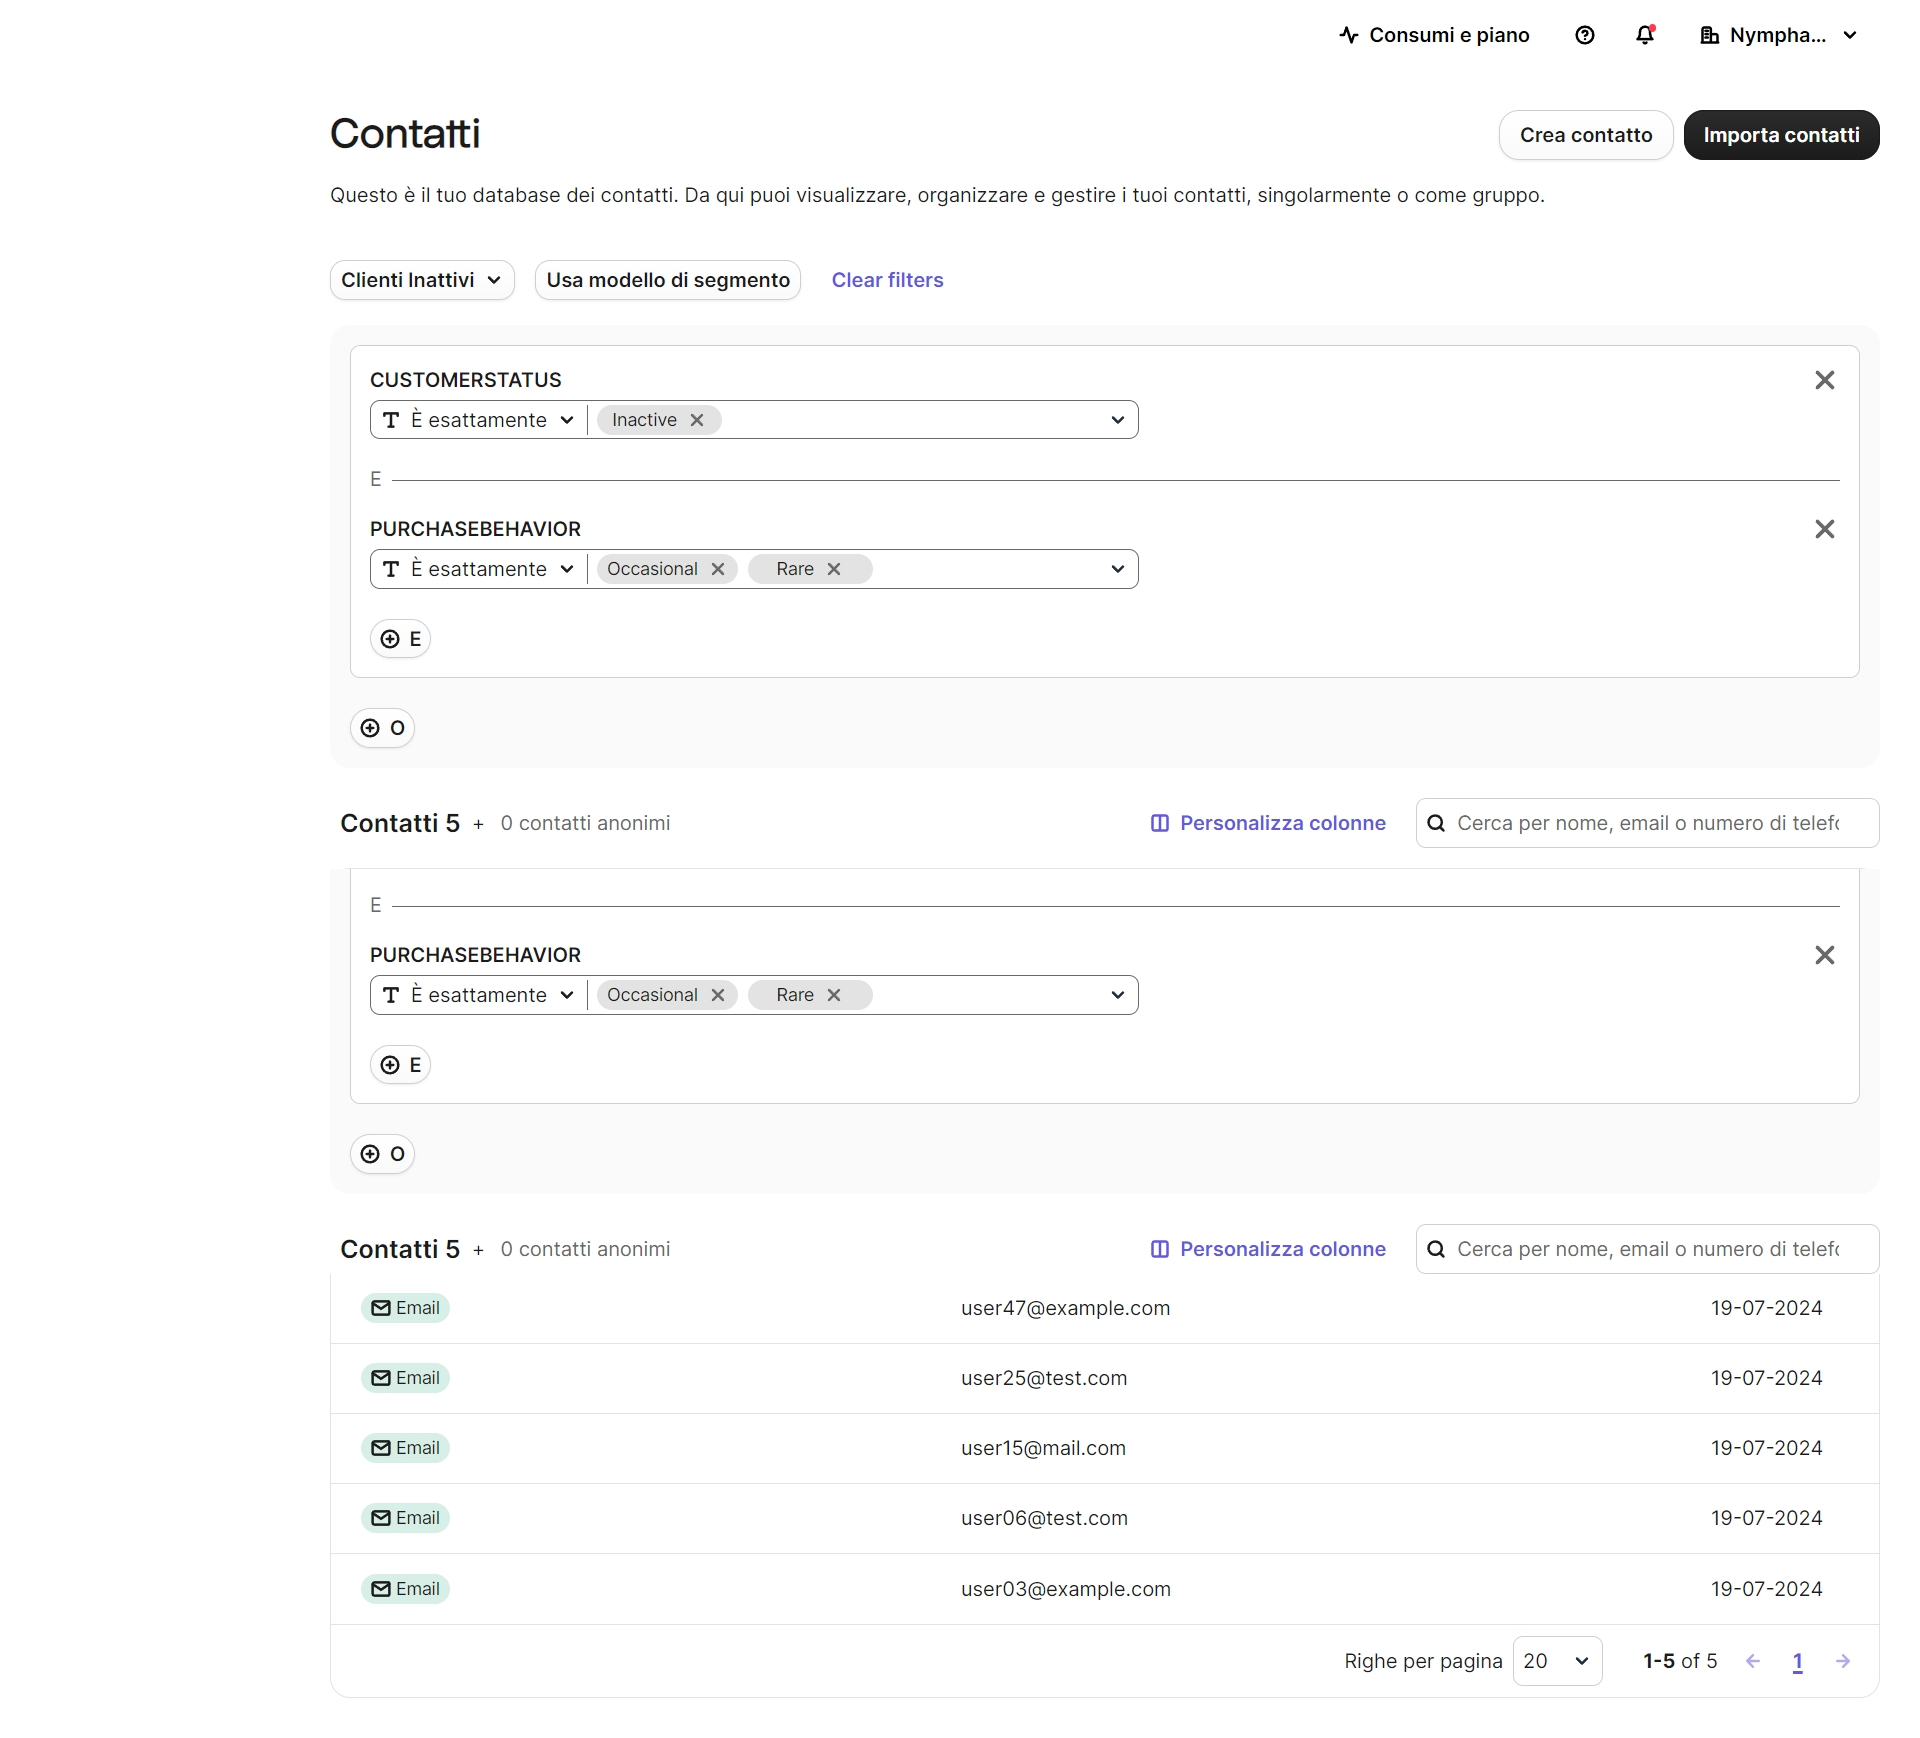 Consumi e piano
Nympha...
Contatti
Crea contatto
Importa contatti
Questo è il tuo database dei contatti. Da qui puoi visualizzare, organizzare e gestire i tuoi contatti, singolarmente o come gruppo.
Clienti Inattivi
Usa modello di segmento
Clear filters
CUSTOMERSTATUS
È esattamente
Inactive
E
PURCHASEBEHAVIOR
È esattamente
Occasional
Rare
E
O
Contatti 5 + 0 contatti anonimi
Personalizza colonne
Cerca per nome, email o numero di telefo
E
PURCHASEBEHAVIOR
È esattamente
Occasional
Rare
E
O
Contatti 5 + 0 contatti anonimi
Personalizza colonne
Cerca per nome, email o numero di telefo
Email user47@example.com 19-07-2024
Email user25@test.com 19-07-2024
Email user15@mail.com 19-07-2024
Email user06@test.com 19-07-2024
Email user03@example.com 19-07-2024
Righe per pagina 20 1-5 of 5 1